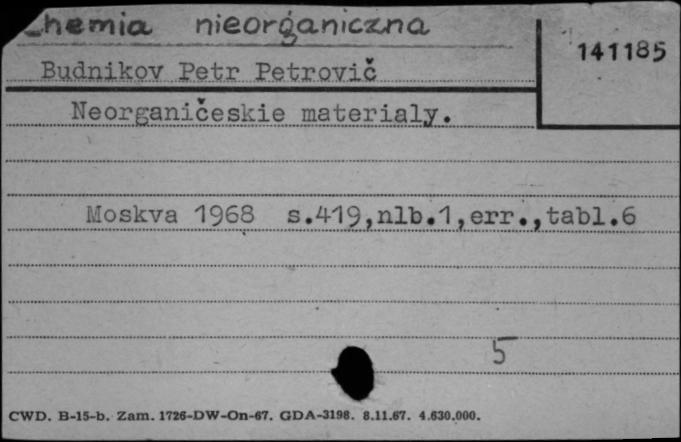 Chemia nieorganiczna
141185
Budnikov Petr Petrovič
Neorganičeskie materialy.
Moskva 1968 s.419,nlb.1,err.,tabl.6
5
CWD. B-15-b. Zam. 1726-DW-On-67. GDA-3198. 8.11.67. 4.630.000.